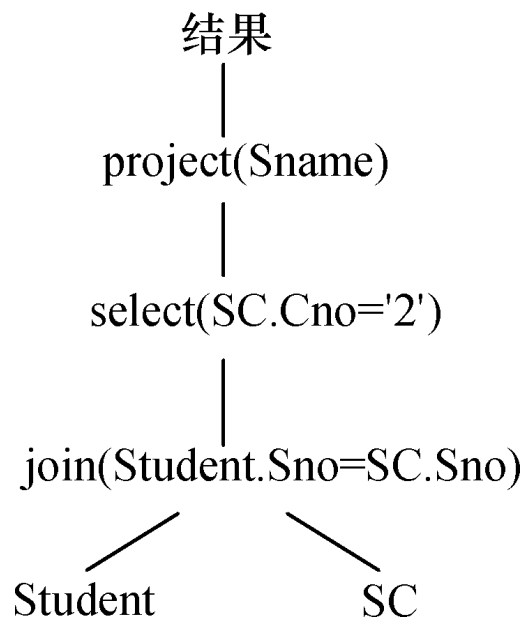 结果
project(Sname)
select(SC.Cno='2')
join(Student.Sno=SC.Sno)
Student SC